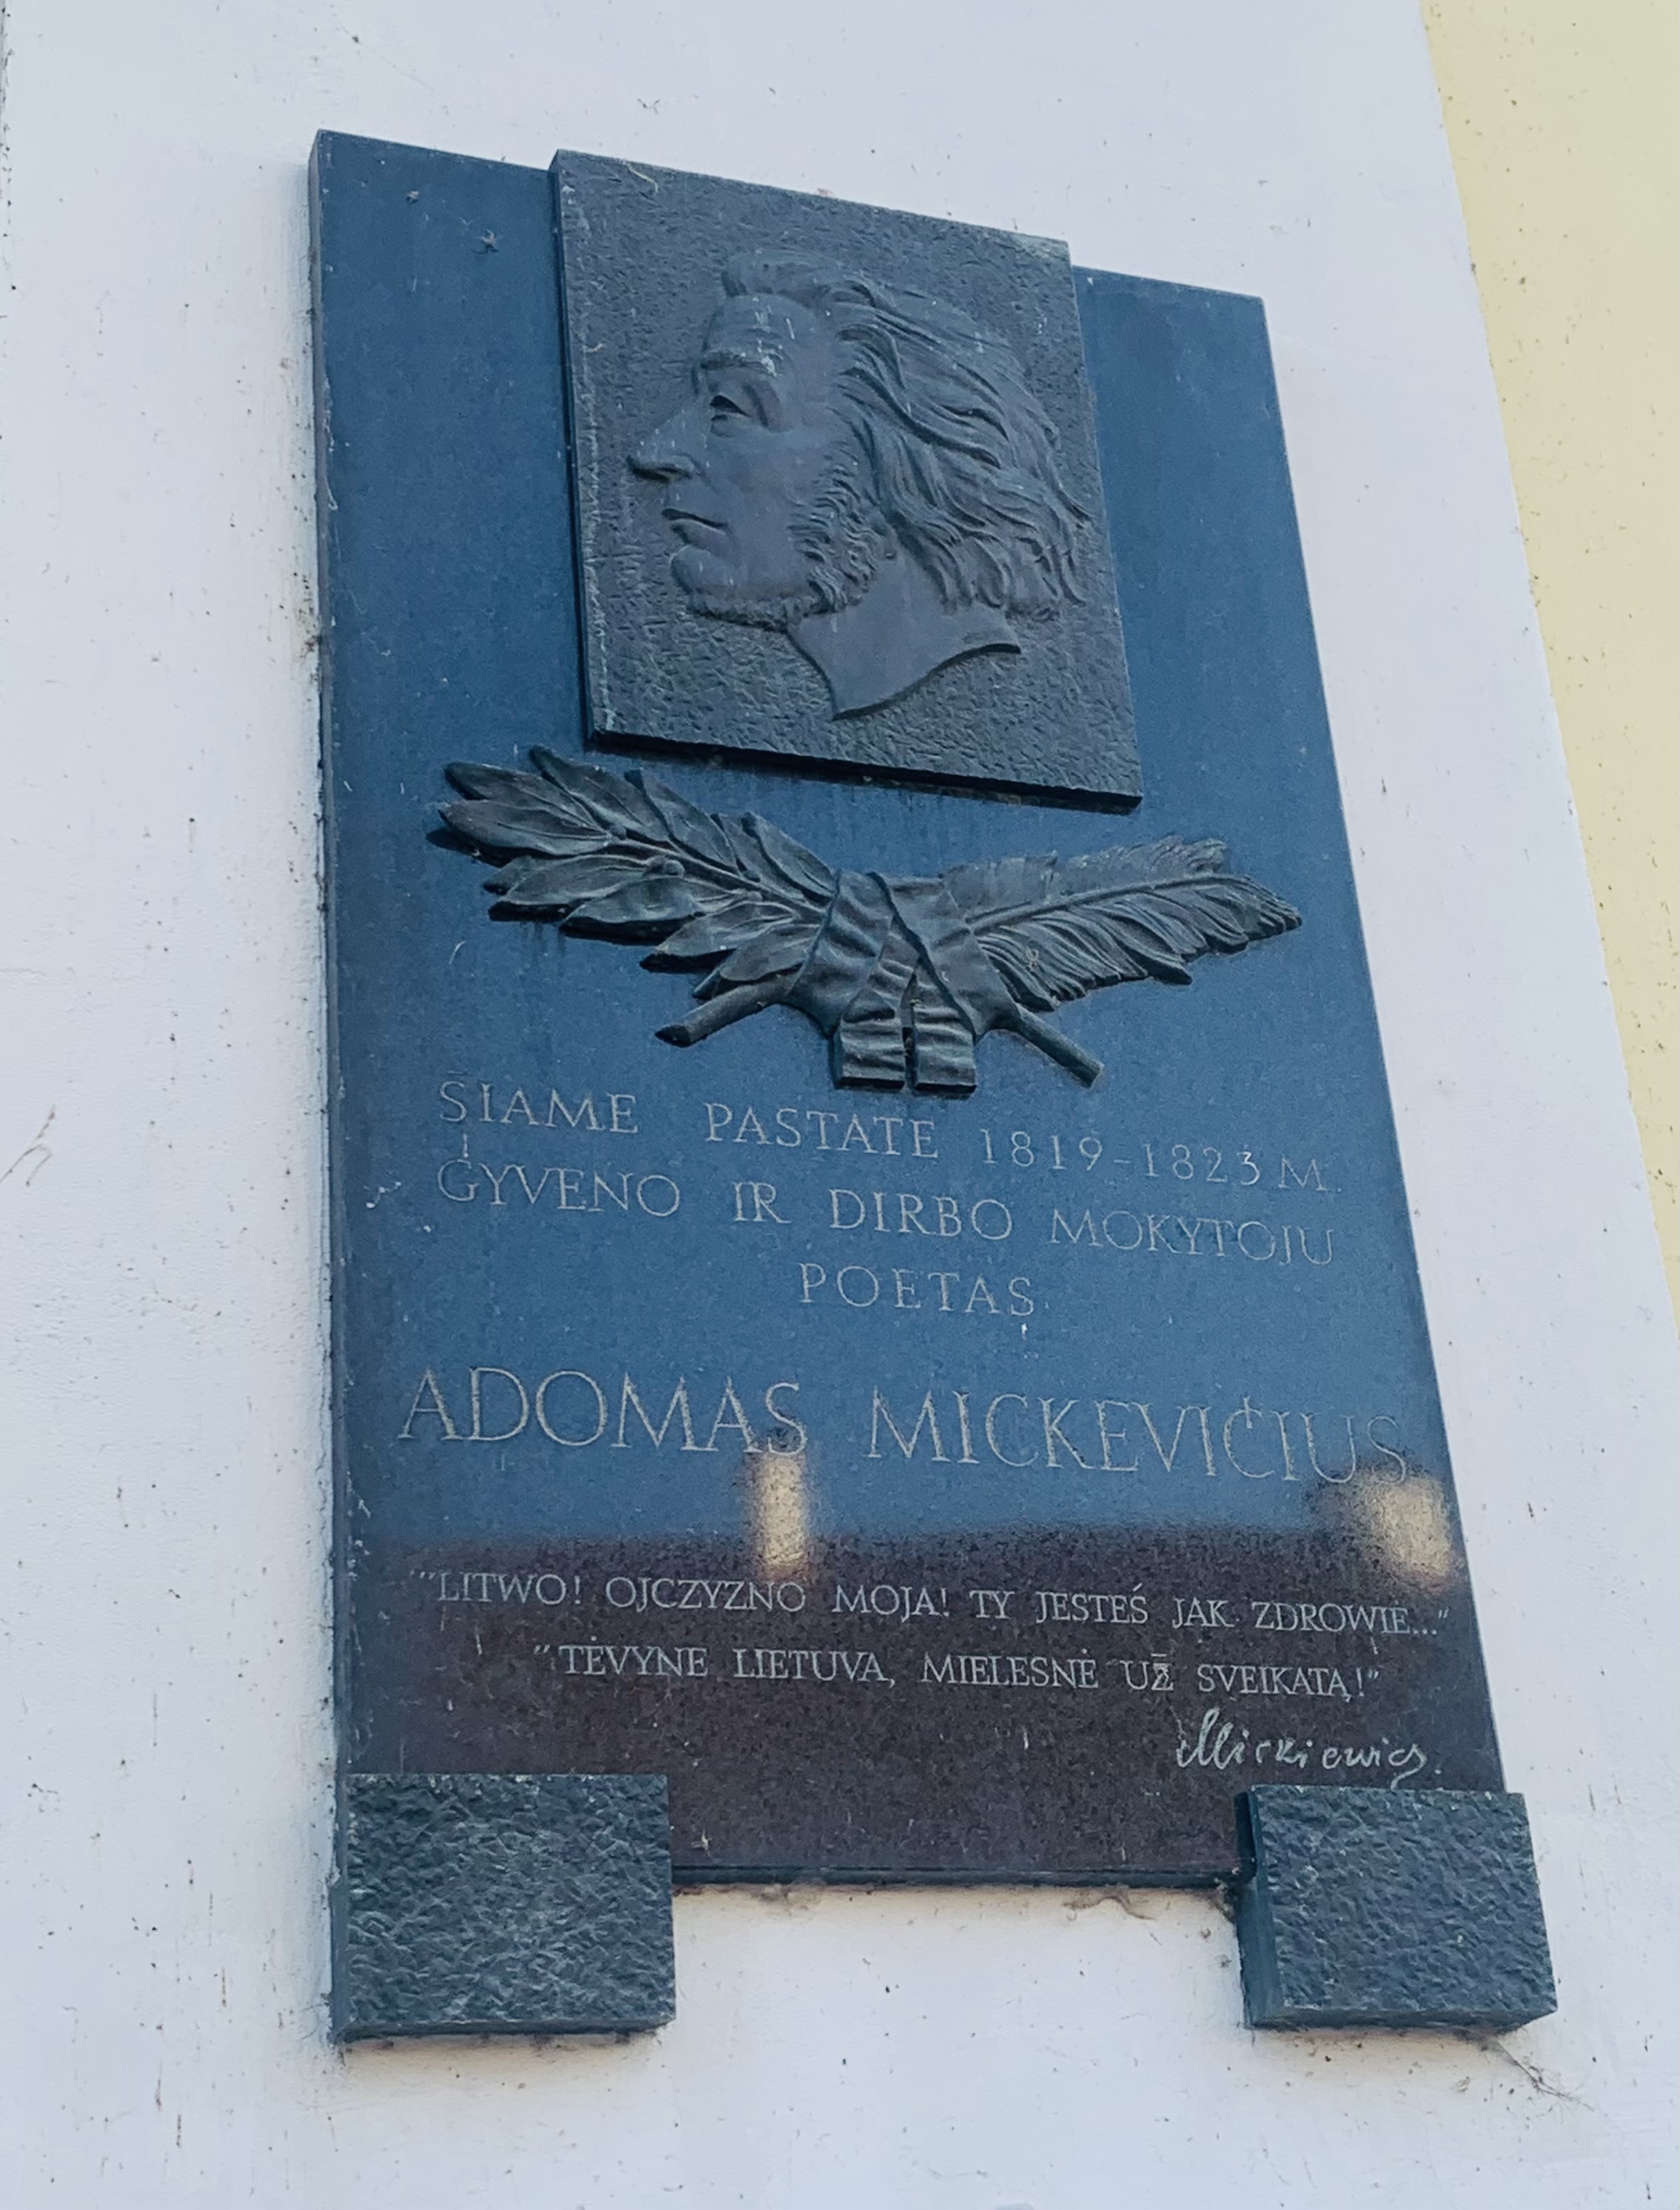 ŠIAME PASTATE 1819-1823 M.
GYVENO IR DIRBO MOKYTOJU
POETAS
ADOMAS MICKEVIČIUS
"LITWO! OJCZYZNO MOJA! TY JESTEŚ JAK ZDROWIE..."
"TĖVYNE LIETUVA, MIELESNĖ UŽ SVEIKATĄ!"
Mickiewicz.